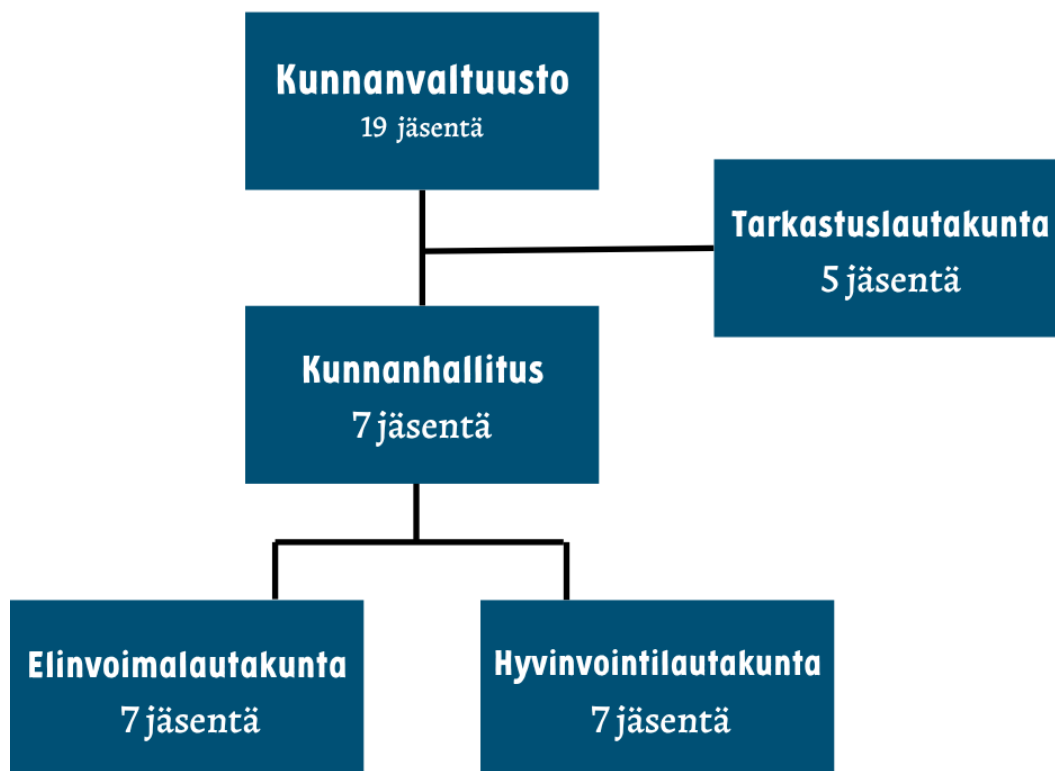 Kunnanvaltuusto
19 jäsentä
Tarkastuslautakunta
5 jäsentä
Kunnanhallitus
7 jäsentä
Elinvoimalautakunta
7 jäsentä
Hyvinvointilautakunta
7 jäsentä